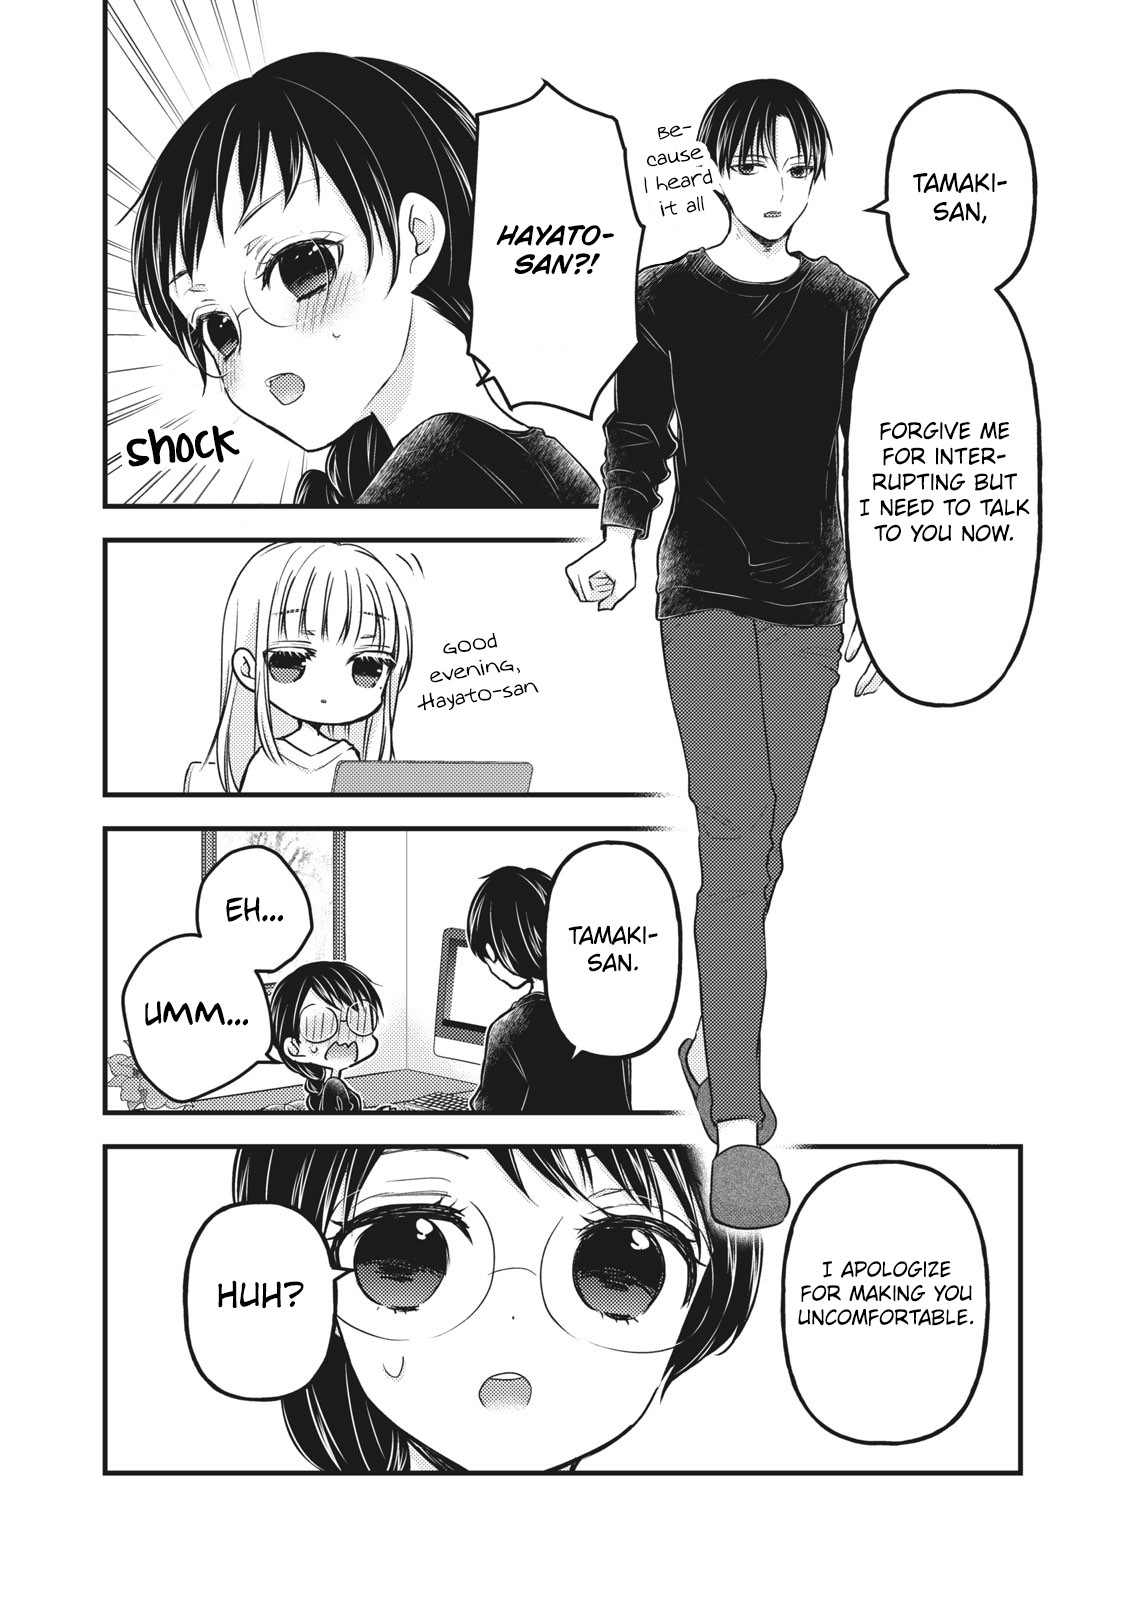 TAMAKI-
SAN,
FORGIVE ME
FOR INTER-
RUPTING BUT
I NEED TO TALK
TO YOU NOW.
Be-
cause
I heard
it all
HAYATO-
SAN?!
shock
Good
evening,
Hayato-san
TAMAKI-
SAN.
EH...
UMM...
I APOLOGIZE
FOR MAKING YOU
UNCOMFORTABLE.
HUH?